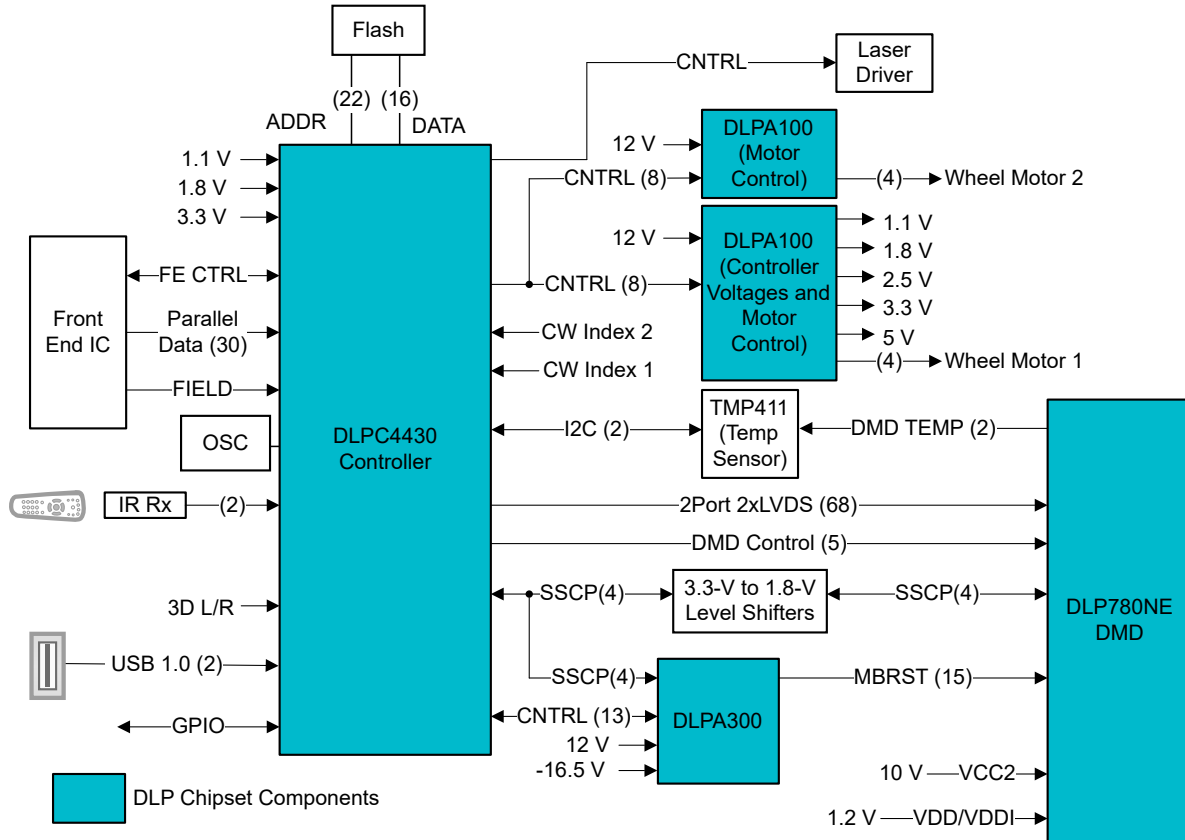 Flash
(22) (16)
ADDR
DATA
CNTRL
Laser
Driver
1.1 V
1.8 V
3.3 V
12 V
CNTRL (8)
DLPA100
(Motor
Control)
(4)
Wheel Motor 2
12 V
CNTRL (8)
DLPA100
(Controller
Voltages and
Motor
Control)
1.1 V
1.8 V
2.5 V
3.3 V
5 V
(4)
Wheel Motor 1
Front
End IC
FE CTRL
Parallel
Data (30)
FIELD
OSC
IR Rx
(2)
3D L/R
USB 1.0 (2)
GPIO
DLPC4430
Controller
CW Index 2
CW Index 1
I2C (2)
TMP411
(Temp
Sensor)
DMD TEMP (2)
2Port 2xLVDS (68)
DMD Control (5)
SSCP(4)
3.3-V to 1.8-V
Level Shifters
SSCP(4)
SSCP(4)
CNTRL (13)
12 V
-16.5 V
DLPA300
MBRST (15)
DLP780NE
DMD
10 V
VCC2
1.2 V
VDD/VDDI
DLP Chipset Components